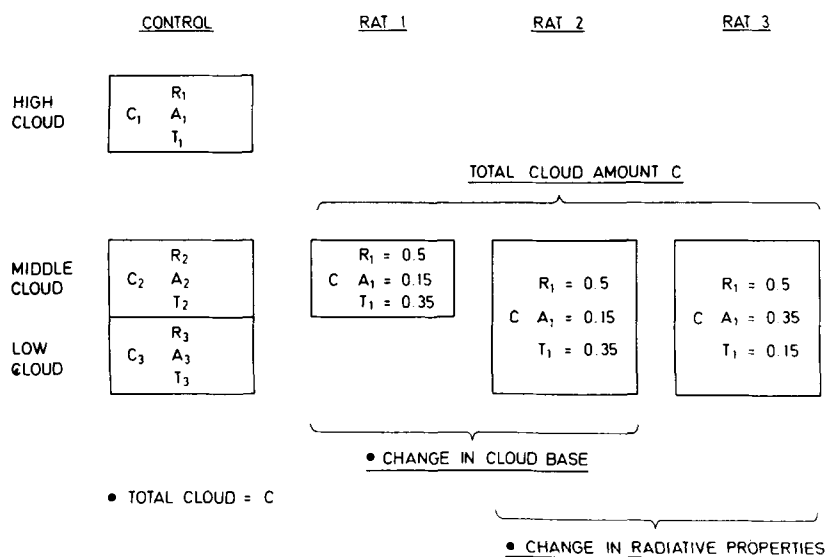 CONTROL RAT 1 RAT 2 RAT 3
HIGH CLOUD
R₁
C₁ A₁
T₁
TOTAL CLOUD AMOUNT C
MIDDLE CLOUD
R₂
C₂ A₂
T₂
LOW CLOUD
R₃
C₃ A₃
T₃
R₁ = 0.5
C A₁ = 0.15
T₁ = 0.35
R₁ = 0.5
C A₁ = 0.15
T₁ = 0.35
R₁ = 0.5
C A₁ = 0.35
T₁ = 0.15
• CHANGE IN CLOUD BASE
• TOTAL CLOUD = C
• CHANGE IN RADIATIVE PROPERTIES